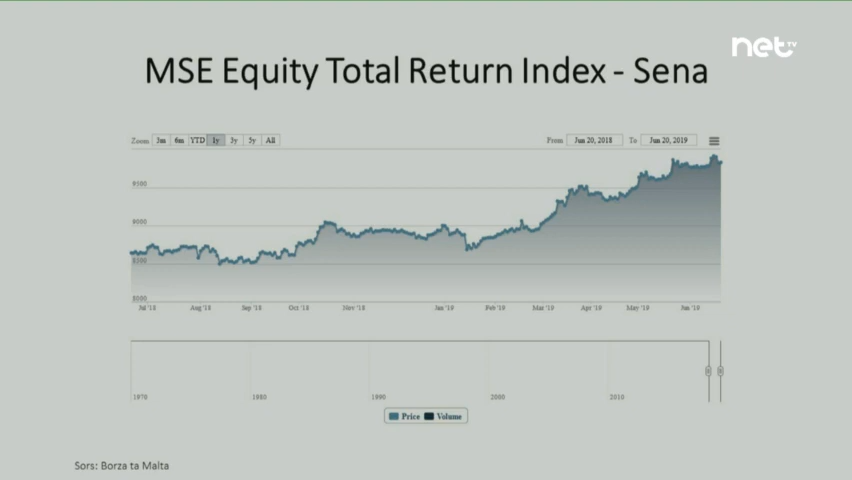 net TV
MSE Equity Total Return Index - Sena
Zoom 3m 6m YTD 1y 3y 5y All From Jun 20, 2018 To Jun 20, 2019
9500
9000
8500
8000
Jul '18 Aug '18 Sep '18 Oct '18 Nov '18 Jan '19 Feb '19 Mar '19 Apr '19 May '19 Jun '19
1970 1980 1990 2000 2010
Price Volume
Sors: Borza ta Malta